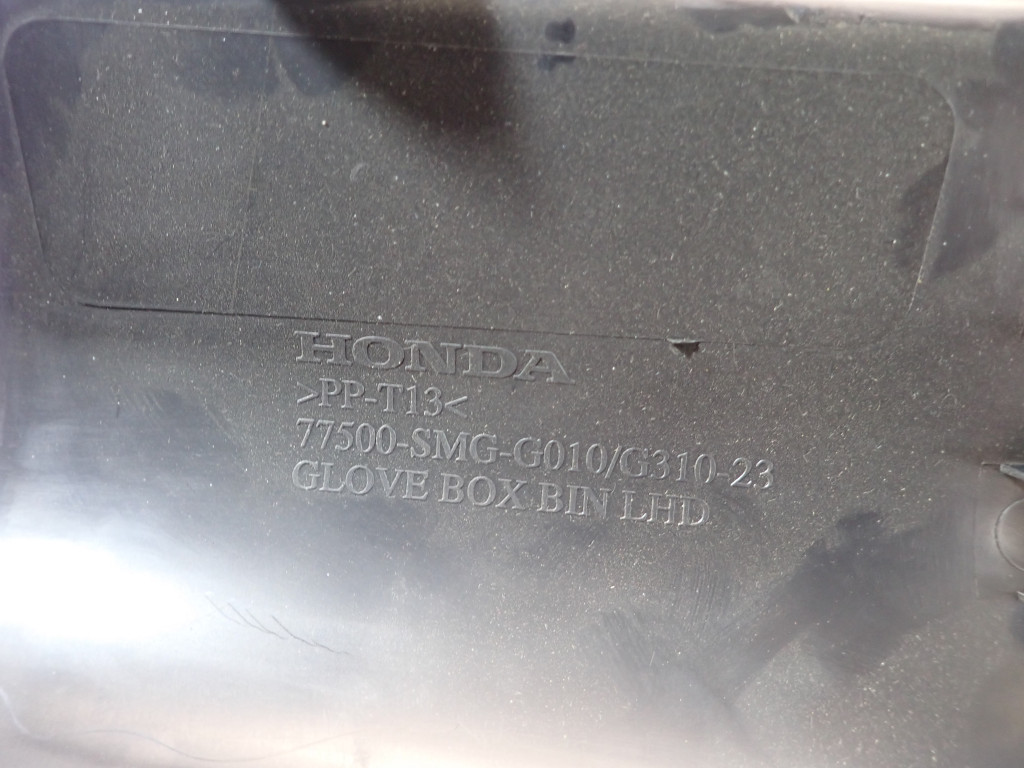 HONDA
>PP-T13<
77500-SMG-G010/G310-23
GLOVE BOX BIN LHD